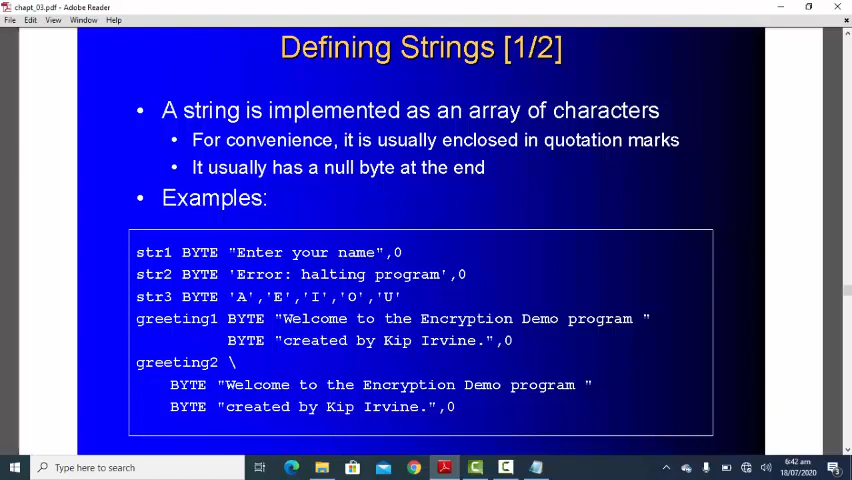 chapt_03.pdf - Adobe Reader
File Edit View Window Help
Defining Strings [1/2]
• A string is implemented as an array of characters
• For convenience, it is usually enclosed in quotation marks
• It usually has a null byte at the end
• Examples:
str1 BYTE "Enter your name",0
str2 BYTE 'Error: halting program',0
str3 BYTE 'A','E','I','O','U'
greeting1 BYTE "Welcome to the Encryption Demo program "
BYTE "created by Kip Irvine.",0
greeting2 \
BYTE "Welcome to the Encryption Demo program "
BYTE "created by Kip Irvine.",0
Type here to search
6:42 am
18/07/2020
3